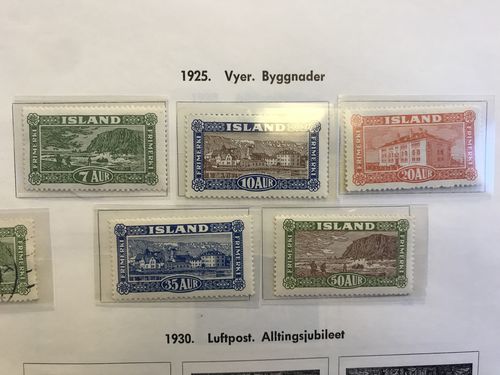 1925. Vyer. Byggnader
ISLAND
FRIMERKI
FRIMERKI
7 AUR
ISLAND
FRIMERKI
FRIMERKI
10 AUR
ISLAND
FRIMERKI
FRIMERKI
20 AUR
ISLAND
FRIMERKI
FRIMERKI
35 AUR
ISLAND
FRIMERKI
FRIMERKI
50 AUR
1930. Luftpost. Alltingsjubileet